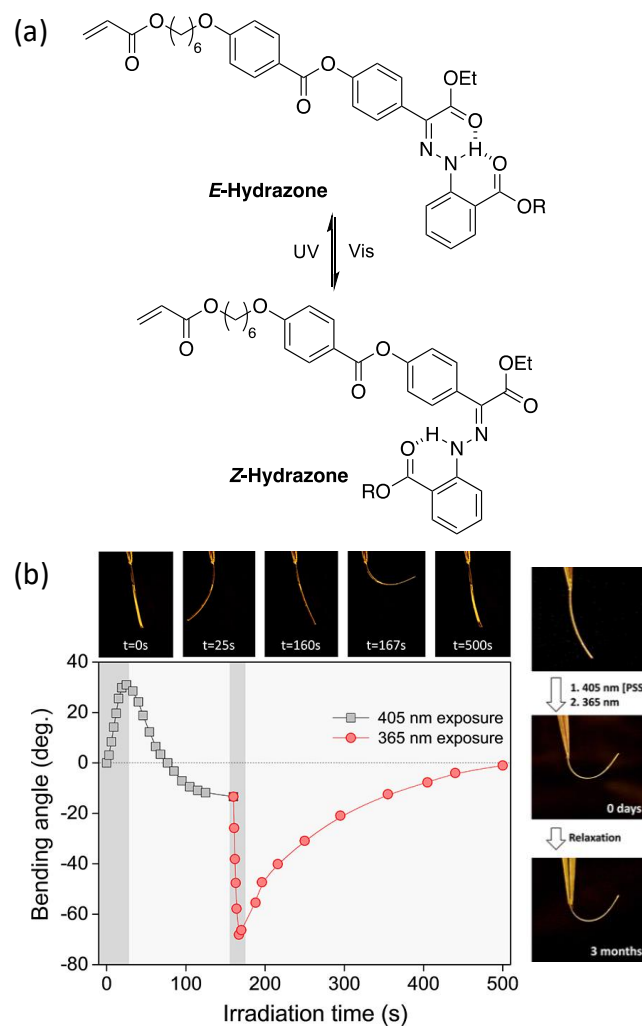 (a)
O
O
O
6
O
O
O
OEt
O
N
N
H
O
OR
E-Hydrazone
UV
Vis
O
O
O
6
O
O
O
OEt
O
O
H
N
N
RO
Z-Hydrazone
(b)
t=0s
t=25s
t=160s
t=167s
t=500s
1. 405 nm [PSS
2. 365 nm
0 days
Relaxation
3 months
40
20
0
-20
-40
-60
-80
Bending angle (deg.)
405 nm exposure
365 nm exposure
0
100
200
300
400
500
Irradiation time (s)